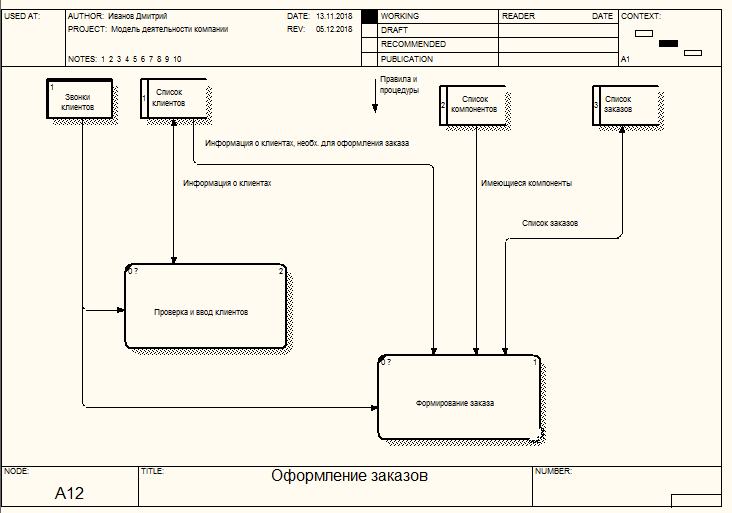 USED AT:
AUTHOR: Иванов Дмитрий
DATE: 13.11.2018
PROJECT: Модель деятельности компании
REV: 05.12.2018
NOTES: 1 2 3 4 5 6 7 8 9 10
WORKING
DRAFT
RECOMMENDED
PUBLICATION
READER
DATE
CONTEXT:
A1
1
Звонки
клиентов
1
Список
клиентов
Правила и
процедуры
2
Список
компонентов
3
Список
заказов
Информация о клиентах, необх. для оформления заказа
Информация о клиентах
Имеющиеся компоненты
Список заказов
0 ?
2
Проверка и ввод клиентов
0 ?
1
Формирование заказа
NODE:
A12
TITLE:
Оформление заказов
NUMBER: